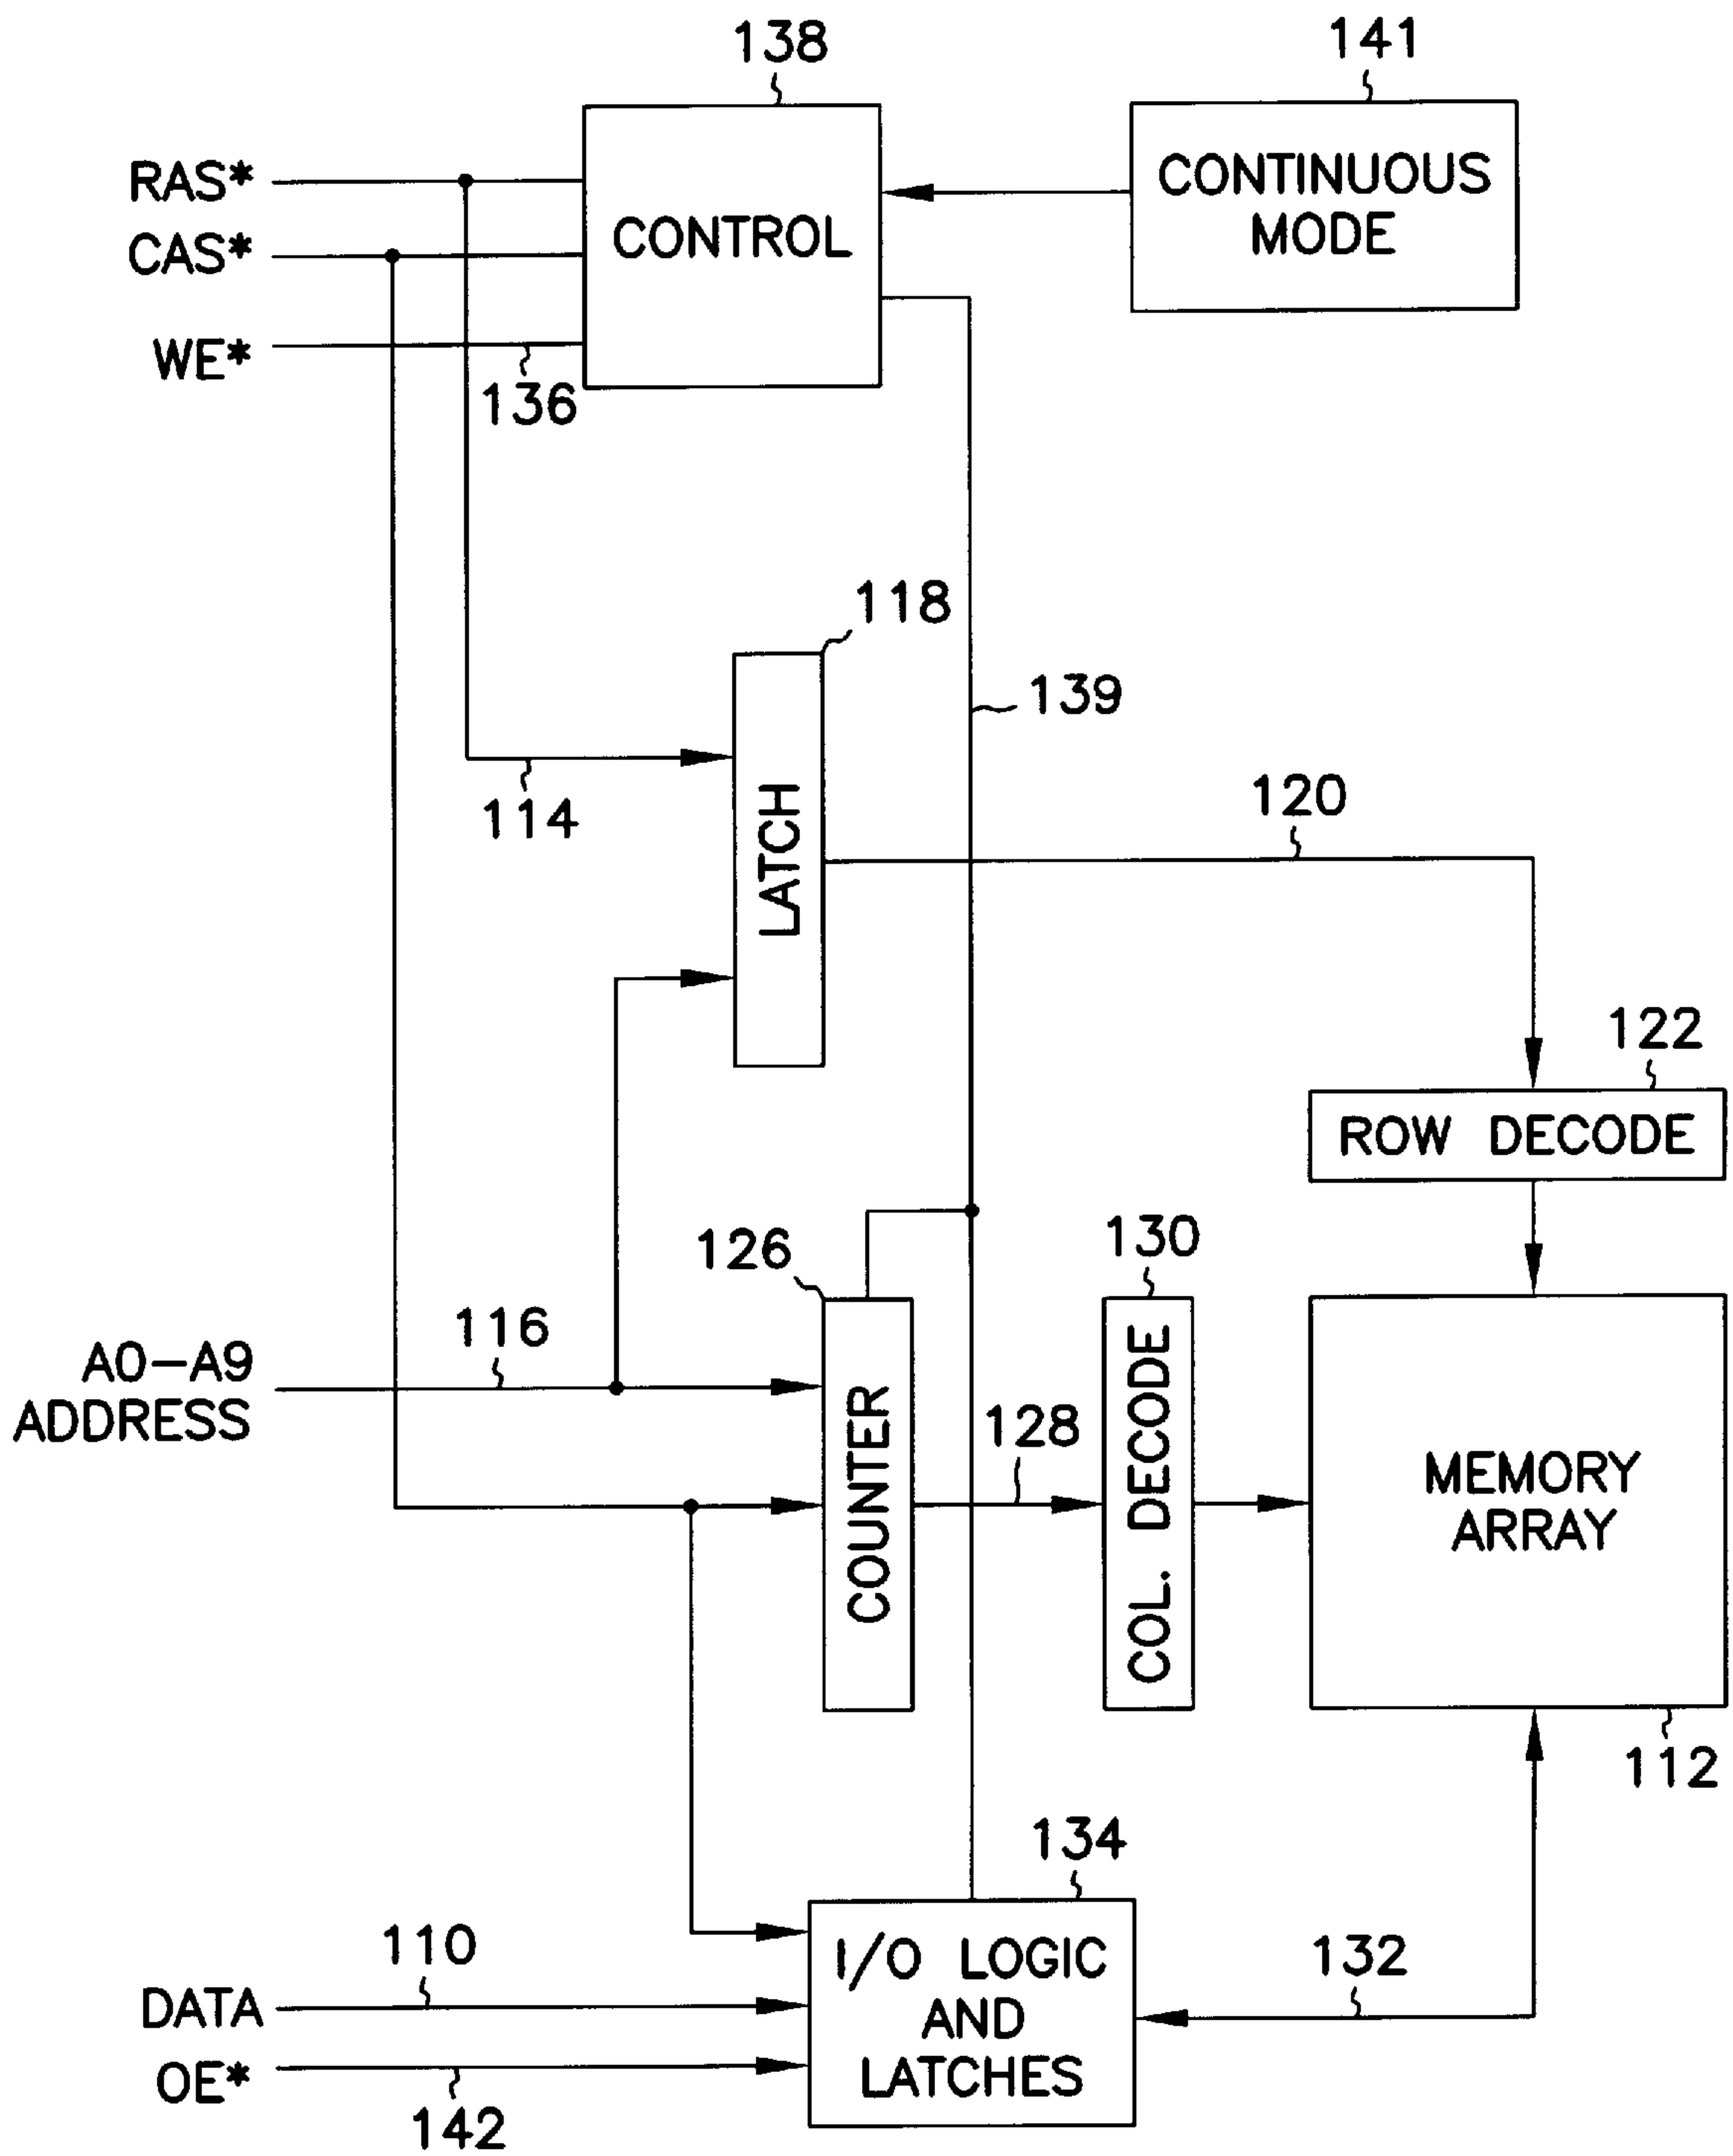 138
141
RAS*
CAS*
WE*
CONTROL
CONTINUOUS
MODE
136
118
139
114
LATCH
120
122
ROW DECODE
126
130
116
A0-A9
ADDRESS
COUNTER
128
COL. DECODE
MEMORY
ARRAY
112
134
110
I/O LOGIC
AND
LATCHES
132
DATA
OE*
142